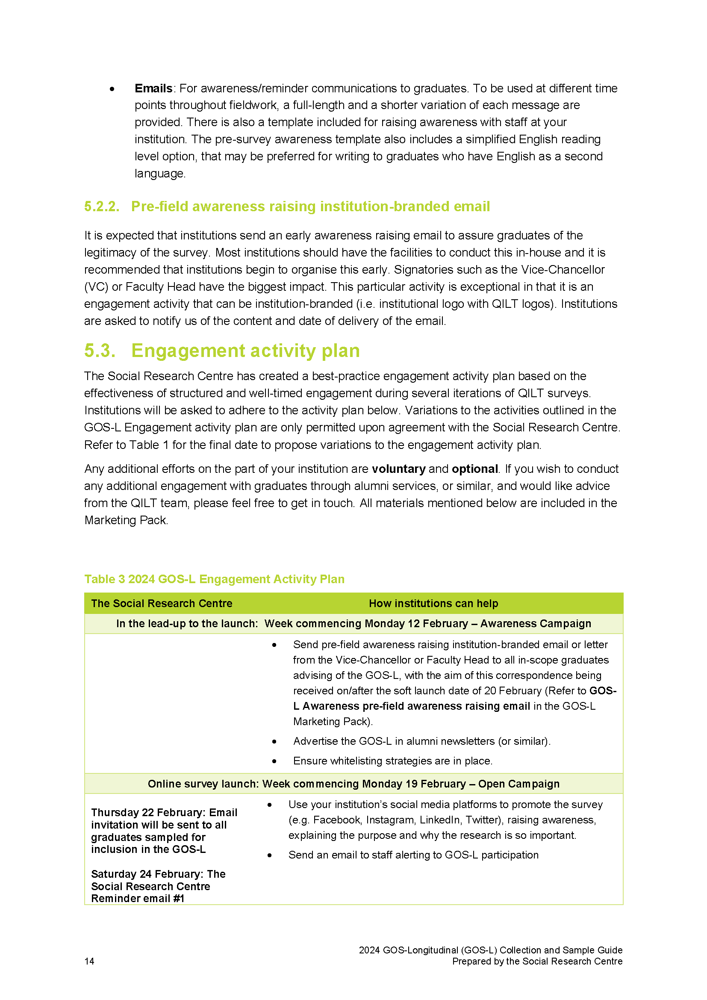 • Emails: For awareness/reminder communications to graduates. To be used at different time
points throughout fieldwork, a full-length and a shorter variation of each message are
provided. There is also a template included for raising awareness with staff at your
institution. The pre-survey awareness template also includes a simplified English reading
level option, that may be preferred for writing to graduates who have English as a second
language.
5.2.2. Pre-field awareness raising institution-branded email
It is expected that institutions send an early awareness raising email to assure graduates of the
legitimacy of the survey. Most institutions should have the facilities to conduct this in-house and it is
recommended that institutions begin to organise this early. Signatories such as the Vice-Chancellor
(VC) or Faculty Head have the biggest impact. This particular activity is exceptional in that it is an
engagement activity that can be institution-branded (i.e. institutional logo with QILT logos). Institutions
are asked to notify us of the content and date of delivery of the email.
5.3. Engagement activity plan
The Social Research Centre has created a best-practice engagement activity plan based on the
effectiveness of structured and well-timed engagement during several iterations of QILT surveys.
Institutions will be asked to adhere to the activity plan below. Variations to the activities outlined in the
GOS-L Engagement activity plan are only permitted upon agreement with the Social Research Centre.
Refer to Table 1 for the final date to propose variations to the engagement activity plan.
Any additional efforts on the part of your institution are voluntary and optional. If you wish to conduct
any additional engagement with graduates through alumni services, or similar, and would like advice
from the QILT team, please feel free to get in touch. All materials mentioned below are included in the
Marketing Pack.
Table 3 2024 GOS-L Engagement Activity Plan
The Social Research Centre How institutions can help
In the lead-up to the launch: Week commencing Monday 12 February – Awareness Campaign
• Send pre-field awareness raising institution-branded email or letter
from the Vice-Chancellor or Faculty Head to all in-scope graduates
advising of the GOS-L, with the aim of this correspondence being
received on/after the soft launch date of 20 February (Refer to GOS-
L Awareness pre-field awareness raising email in the GOS-L
Marketing Pack).
• Advertise the GOS-L in alumni newsletters (or similar).
• Ensure whitelisting strategies are in place.
Online survey launch: Week commencing Monday 19 February – Open Campaign
Thursday 22 February: Email
invitation will be sent to all
graduates sampled for
inclusion in the GOS-L
Saturday 24 February: The
Social Research Centre
Reminder email #1
• Use your institution’s social media platforms to promote the survey
(e.g. Facebook, Instagram, LinkedIn, Twitter), raising awareness,
explaining the purpose and why the research is so important.
• Send an email to staff alerting to GOS-L participation
2024 GOS-Longitudinal (GOS-L) Collection and Sample Guide
14 Prepared by the Social Research Centre